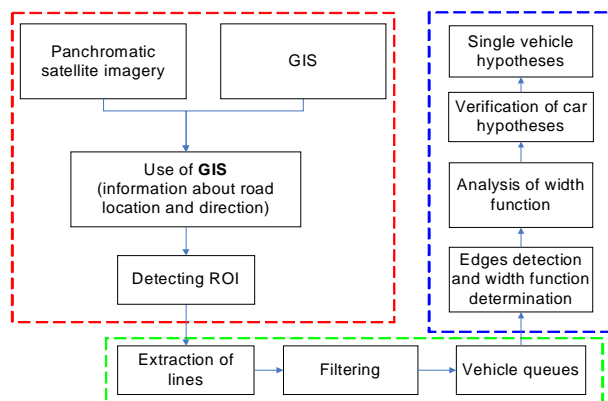 Panchromatic
satellite imagery
GIS
Use of GIS
(information about road
location and direction)
Detecting ROI
Extraction of
lines
Filtering
Vehicle queues
Edges detection
and width function
determination
Analysis of width
function
Verification of car
hypotheses
Single vehicle
hypotheses